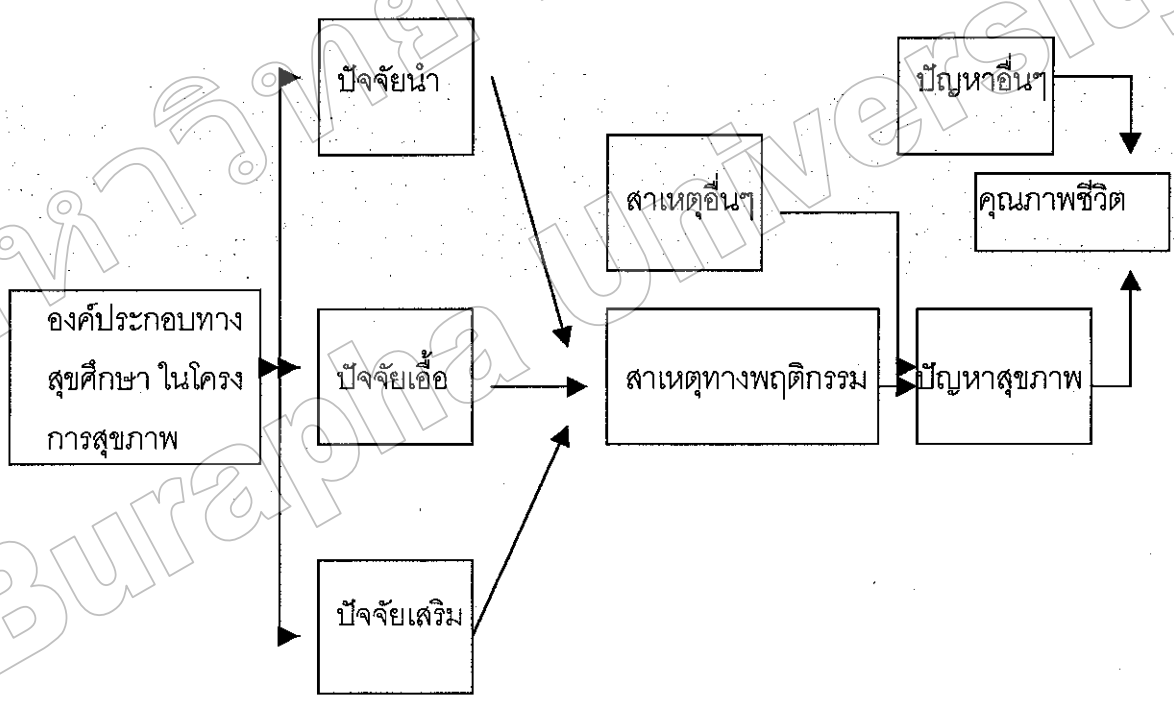 ปัจจัยนำ
ปัญหาอื่นๆ
สาเหตุอื่นๆ
คุณภาพชีวิต
องค์ประกอบทาง
สุขศึกษา ในโครง
การสุขภาพ
ปัจจัยเอื้อ
สาเหตุทางพฤติกรรม
ปัญหาสุขภาพ
ปัจจัยเสริม
Burapha University